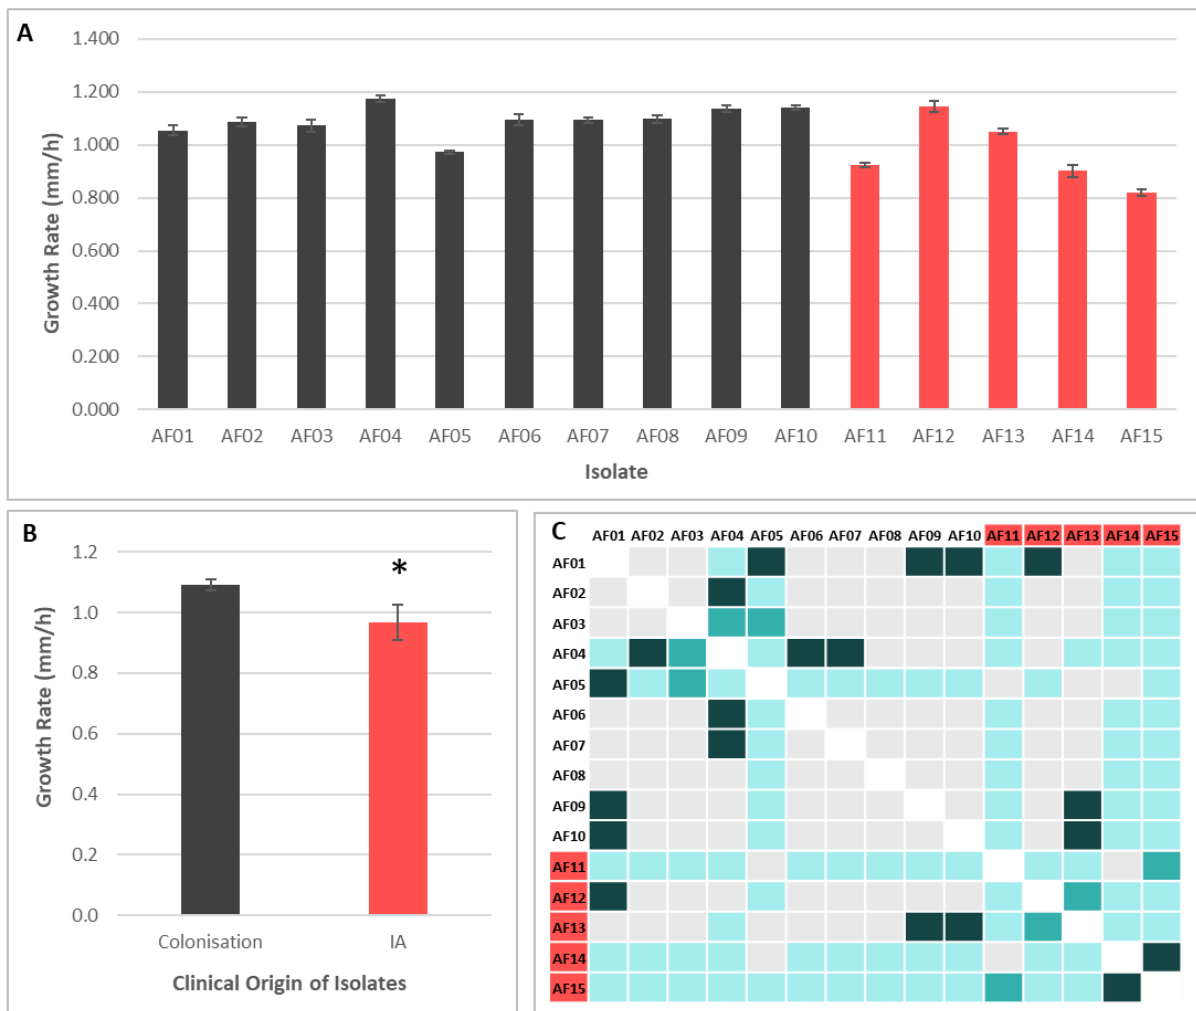 A
1.400
1.200
1.000
0.800
0.600
0.400
0.200
0.000
Growth Rate (mm/h)
AF01 AF02 AF03 AF04 AF05 AF06 AF07 AF08 AF09 AF10 AF11 AF12 AF13 AF14 AF15
Isolate
B
1.2
1.0
0.8
0.6
0.4
0.2
0.0
Growth Rate (mm/h)
*
Colonisation IA
Clinical Origin of Isolates
C
AF01 AF02 AF03 AF04 AF05 AF06 AF07 AF08 AF09 AF10 AF11 AF12 AF13 AF14 AF15
AF01
AF02
AF03
AF04
AF05
AF06
AF07
AF08
AF09
AF10
AF11
AF12
AF13
AF14
AF15